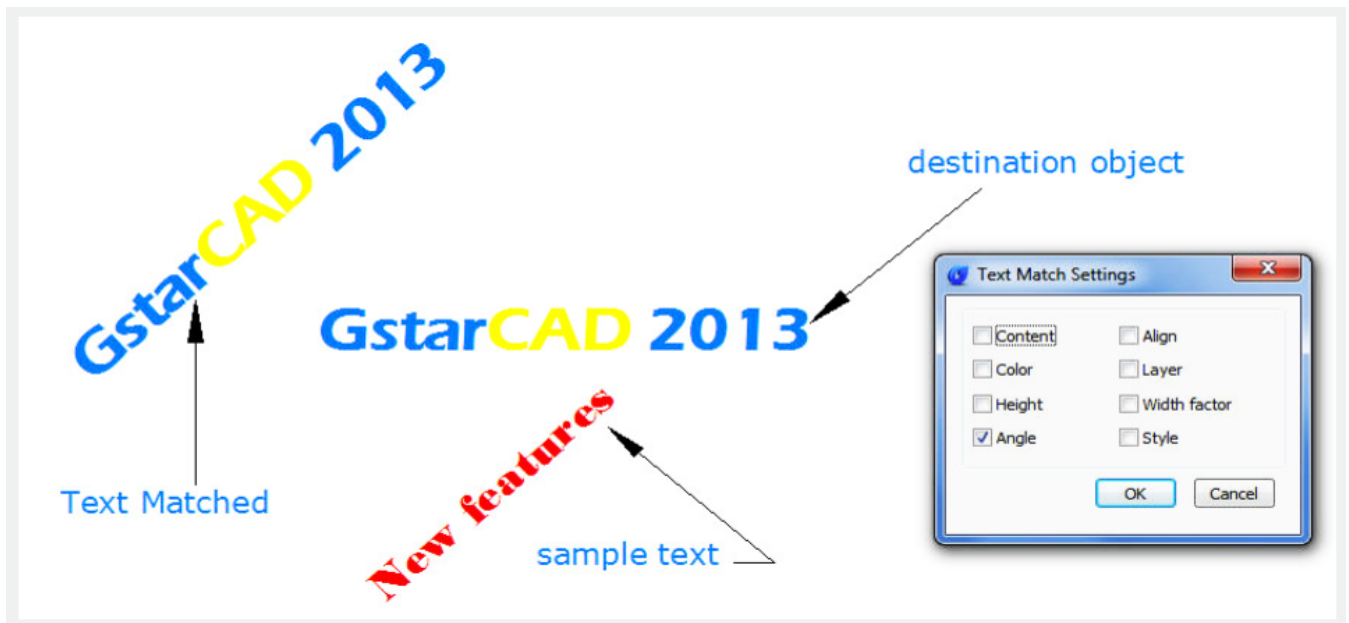 GstarCAD 2013
destination object
GstarCAD 2013
New features
Text Matched
sample text
Text Match Settings
Content
Align
Color
Layer
Height
Width factor
Angle
Style
OK
Cancel